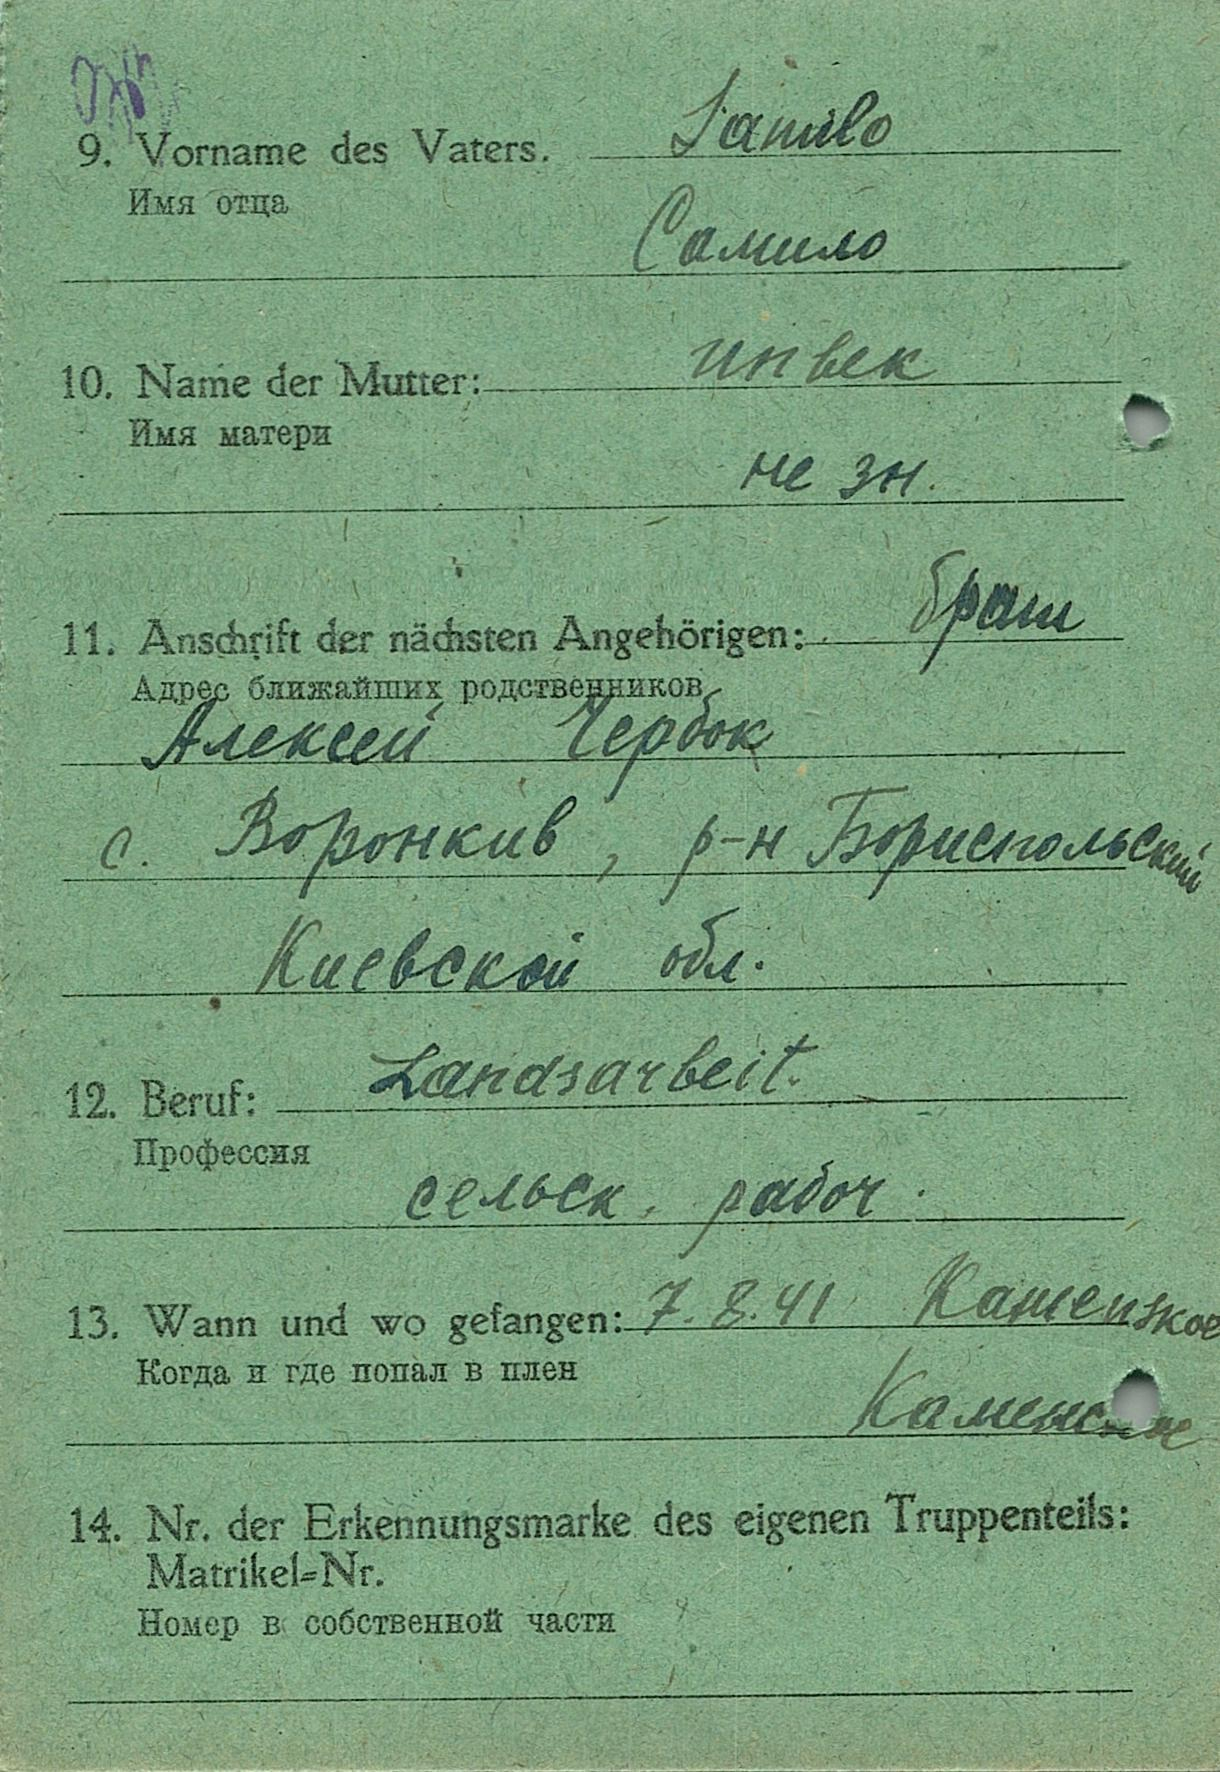 9. Vorname des Vaters. Samilo
Имя отца
Самило
10. Name der Mutter: unbek
Имя матери
не зн.
11. Anschrift der nächsten Angehörigen: брат
Адрес ближайших родственников
Алексей Чербок
с. Воронкив, р-н Бориспольский
Киевской обл.
12. Beruf: Landsarbeit.
Профессия
сельск. рабоч.
13. Wann und wo gefangen: 7.8.41 Kamenskoe
Когда и где попал в плен
Каменское
14. Nr. der Erkennungsmarke des eigenen Truppenteils:
Matrikel=Nr.
Номер в собственной части